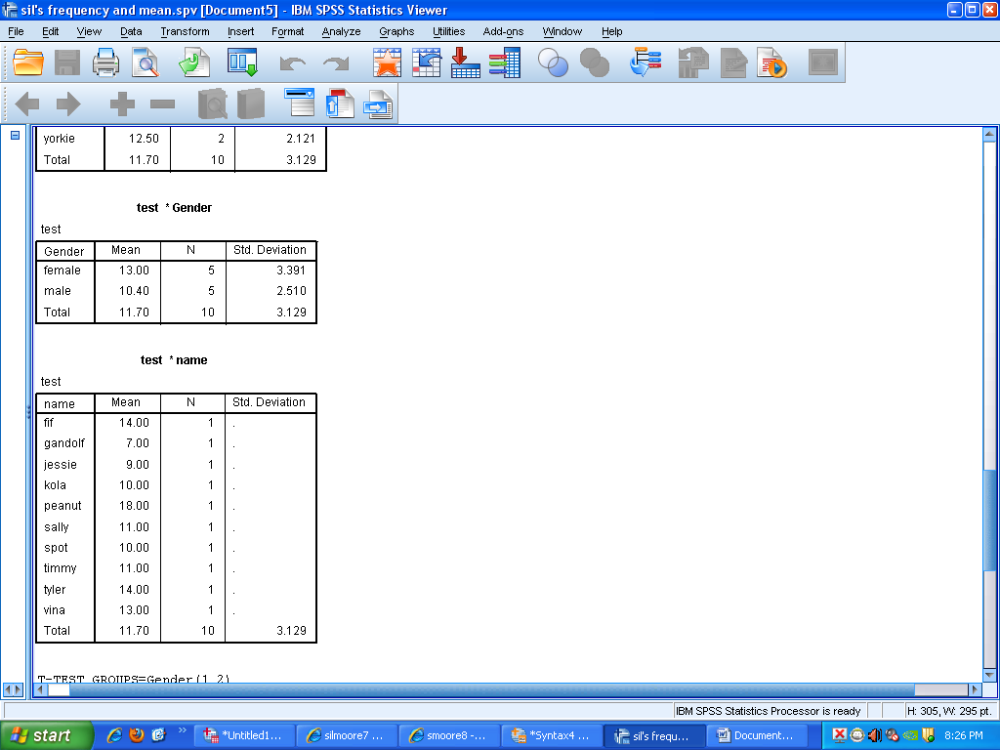 sil's frequency and mean.spv [Document5] - IBM SPSS Statistics Viewer
File Edit View Data Transform Insert Format Analyze Graphs Utilities Add-ons Window Help
yorkie 12.50 2 2.121
Total 11.70 10 3.129
test * Gender
test
Gender Mean N Std. Deviation
female 13.00 5 3.391
male 10.40 5 2.510
Total 11.70 10 3.129
test * name
test
name Mean N Std. Deviation
fif 14.00 1 .
gandolf 7.00 1 .
jessie 9.00 1 .
kola 10.00 1 .
peanut 18.00 1 .
sally 11.00 1 .
spot 10.00 1 .
timmy 11.00 1 .
tyler 14.00 1 .
vina 13.00 1 .
Total 11.70 10 3.129
T-TEST GROUPS=Gender(1 2)
IBM SPSS Statistics Processor is ready H: 305, W: 295 pt.
start *Untitled1... silmoore7 ... smoore8 -... *Syntax4 ... sil's frequ... Document... 8:26 PM